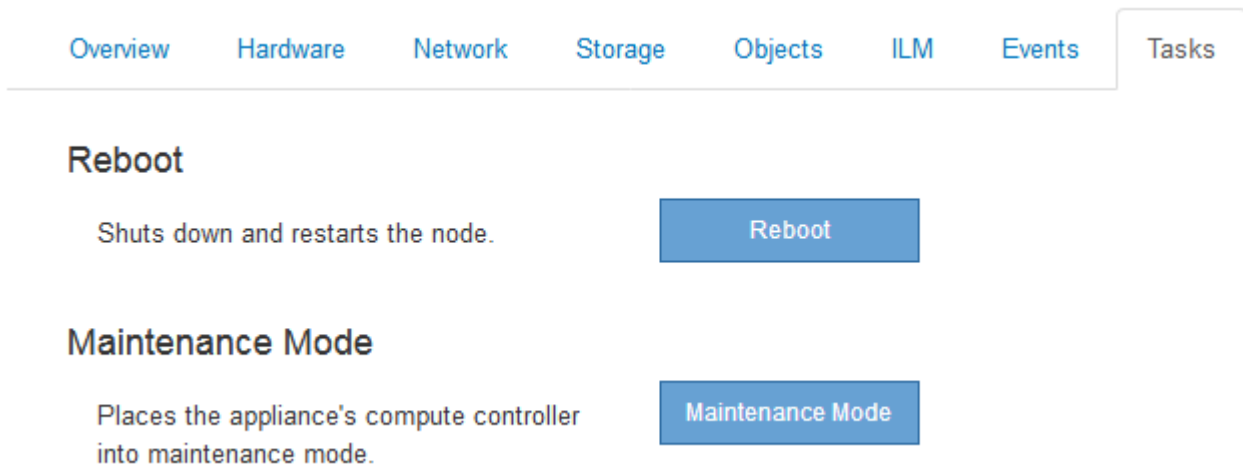 Overview Hardware Network Storage Objects ILM Events Tasks
Reboot
Shuts down and restarts the node. Reboot
Maintenance Mode
Places the appliance's compute controller Maintenance Mode
into maintenance mode.